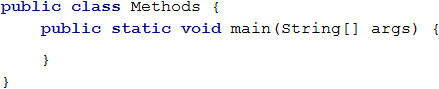 public class Methods {
    public static void main(String[] args) {
    }
}